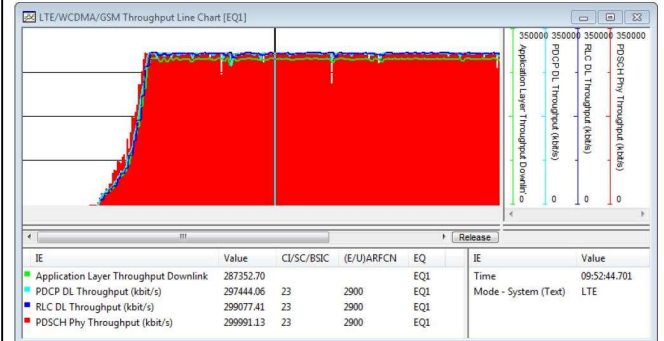 LTE/WCDMA/GSM Throughput Line Chart [EQ1]
350000 350000 350000 350000
Application Layer Throughput Downlin'
PDCP DL Throughput (kbit/s)
RLC DL Throughput (kbit/s)
PDSCH Phy Throughput (kbit/s)
0 0 0 0
Release
IE Value CI/SC/BSIC (E/U)ARFCN EQ IE Value
Application Layer Throughput Downlink 287352.70 EQ1 Time 09:52:44.701
PDCP DL Throughput (kbit/s) 297444.06 23 2900 EQ1 Mode - System (Text) LTE
RLC DL Throughput (kbit/s) 299077.41 23 2900 EQ1
PDSCH Phy Throughput (kbit/s) 299991.13 23 2900 EQ1